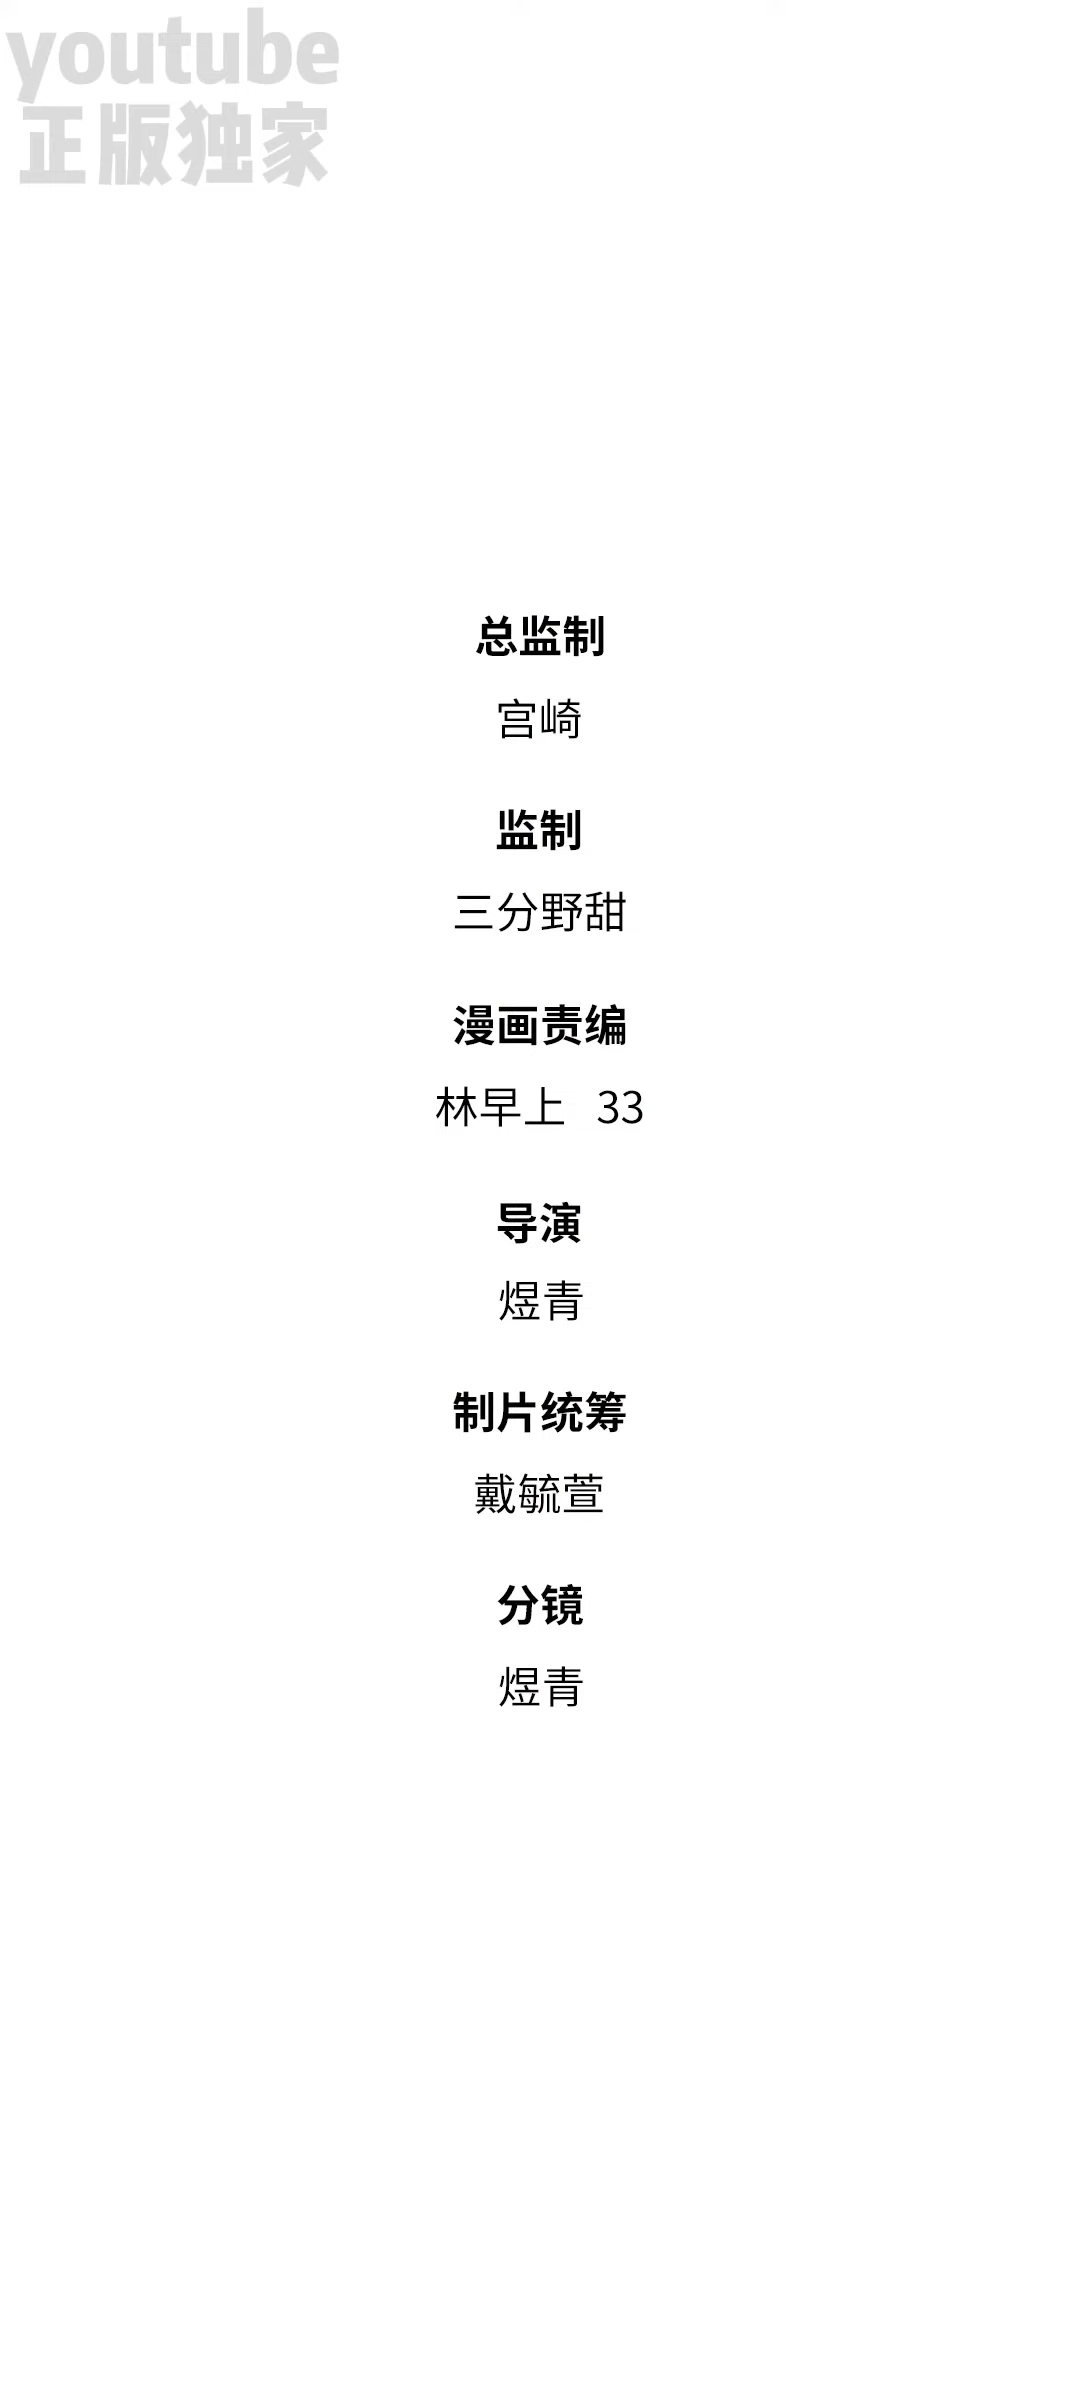 youtube
正版独家
总监制
宫崎
监制
三分野甜
漫画责编
林早上 33
导演
煜青
制片统筹
戴毓萱
分镜
煜青